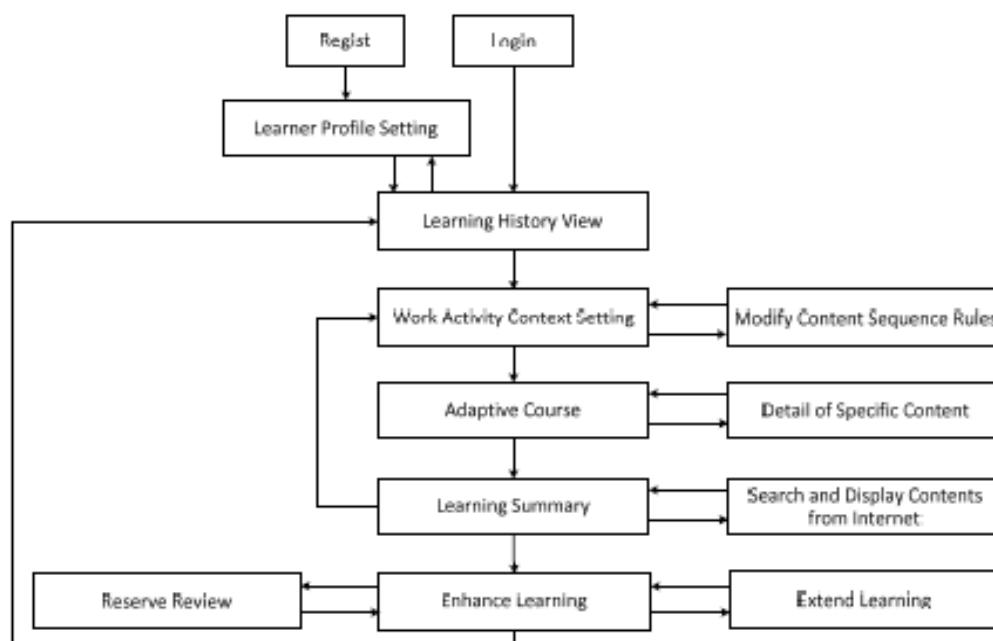 Regist
Login
Learner Profile Setting
Learning History View
Work Activity Context Setting
Modify Content Sequence Rules
Adaptive Course
Detail of Specific Content
Learning Summary
Search and Display Contents
from Internet
Reserve Review
Enhance Learning
Extend Learning